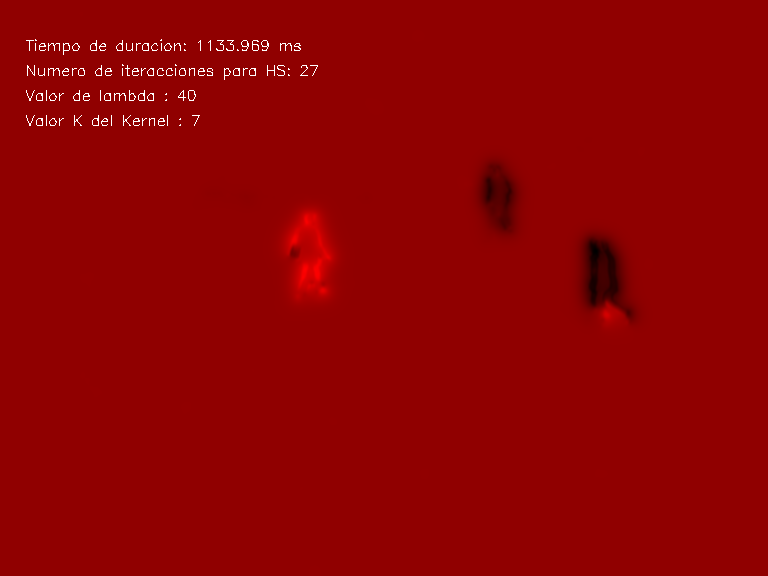 Tiempo de duracion: 1133.969 ms
Numero de iteracciones para HS: 27
Valor de lambda : 40
Valor K del Kernel : 7